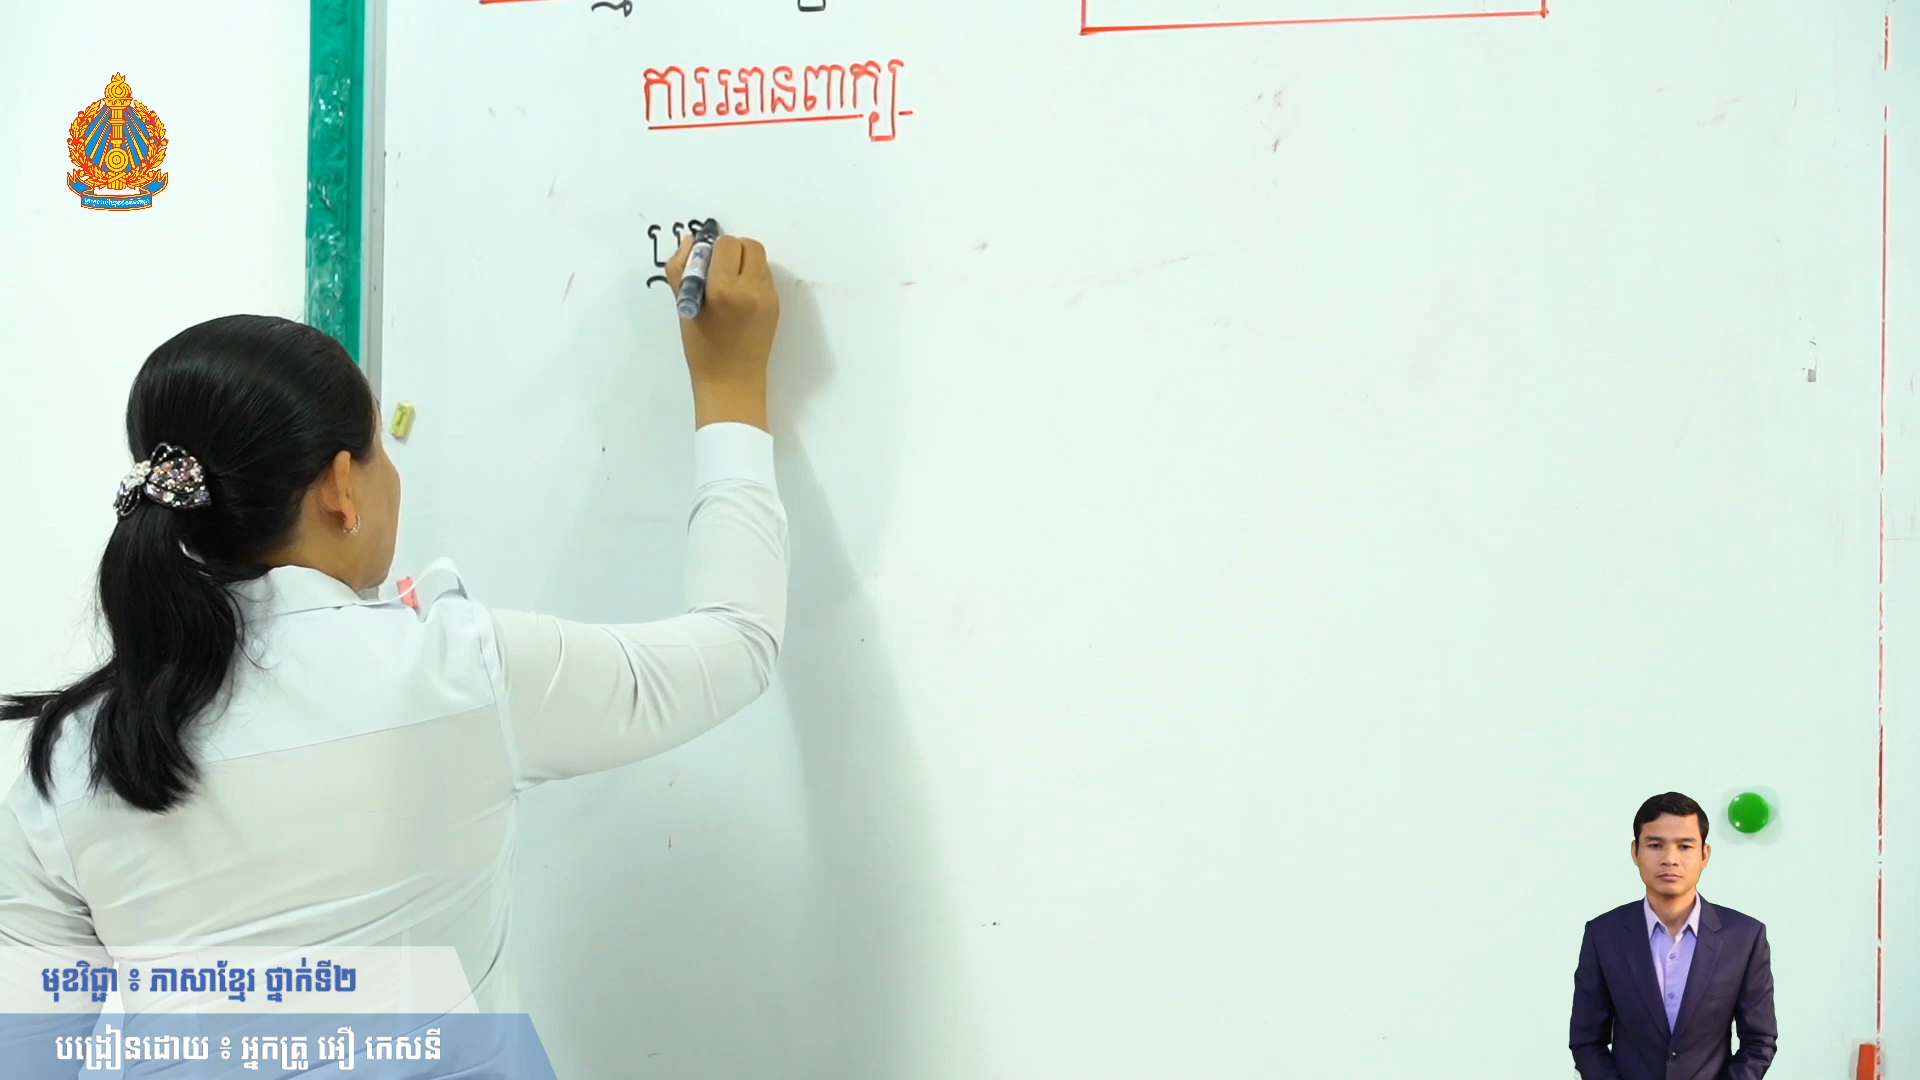 ការអានពាក្យ
មុខវិជ្ជា ៖ ភាសាខ្មែរ ថ្នាក់ទី២
បង្រៀនដោយ ៖ អ្នកគ្រូ អឿ កេសនី